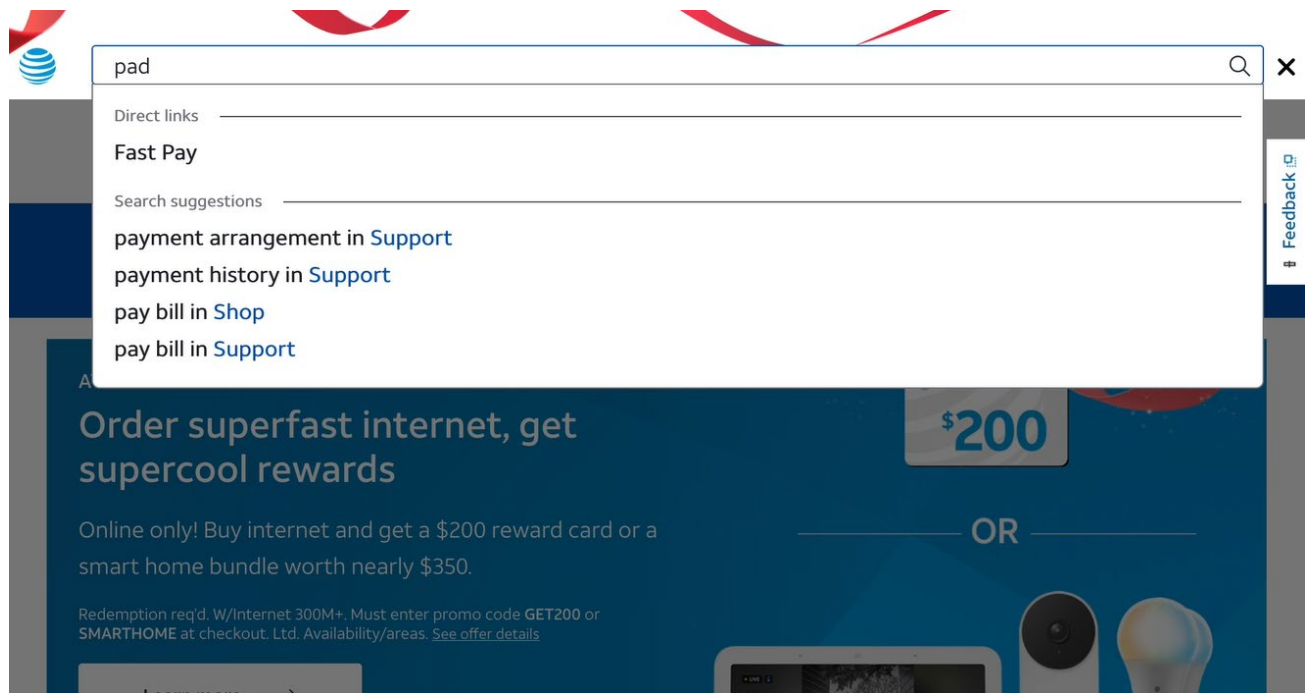 pad
Direct links
Fast Pay
Search suggestions
payment arrangement in Support
payment history in Support
pay bill in Shop
pay bill in Support
Feedback
$200
Order superfast internet, get
supercool rewards
Online only! Buy internet and get a $200 reward card or a
smart home bundle worth nearly $350.
Redemption req'd. W/Internet 300M+. Must enter promo code GET200 or
SMARTHOME at checkout. Ltd. Availability/areas. See offer details
OR
LIVE